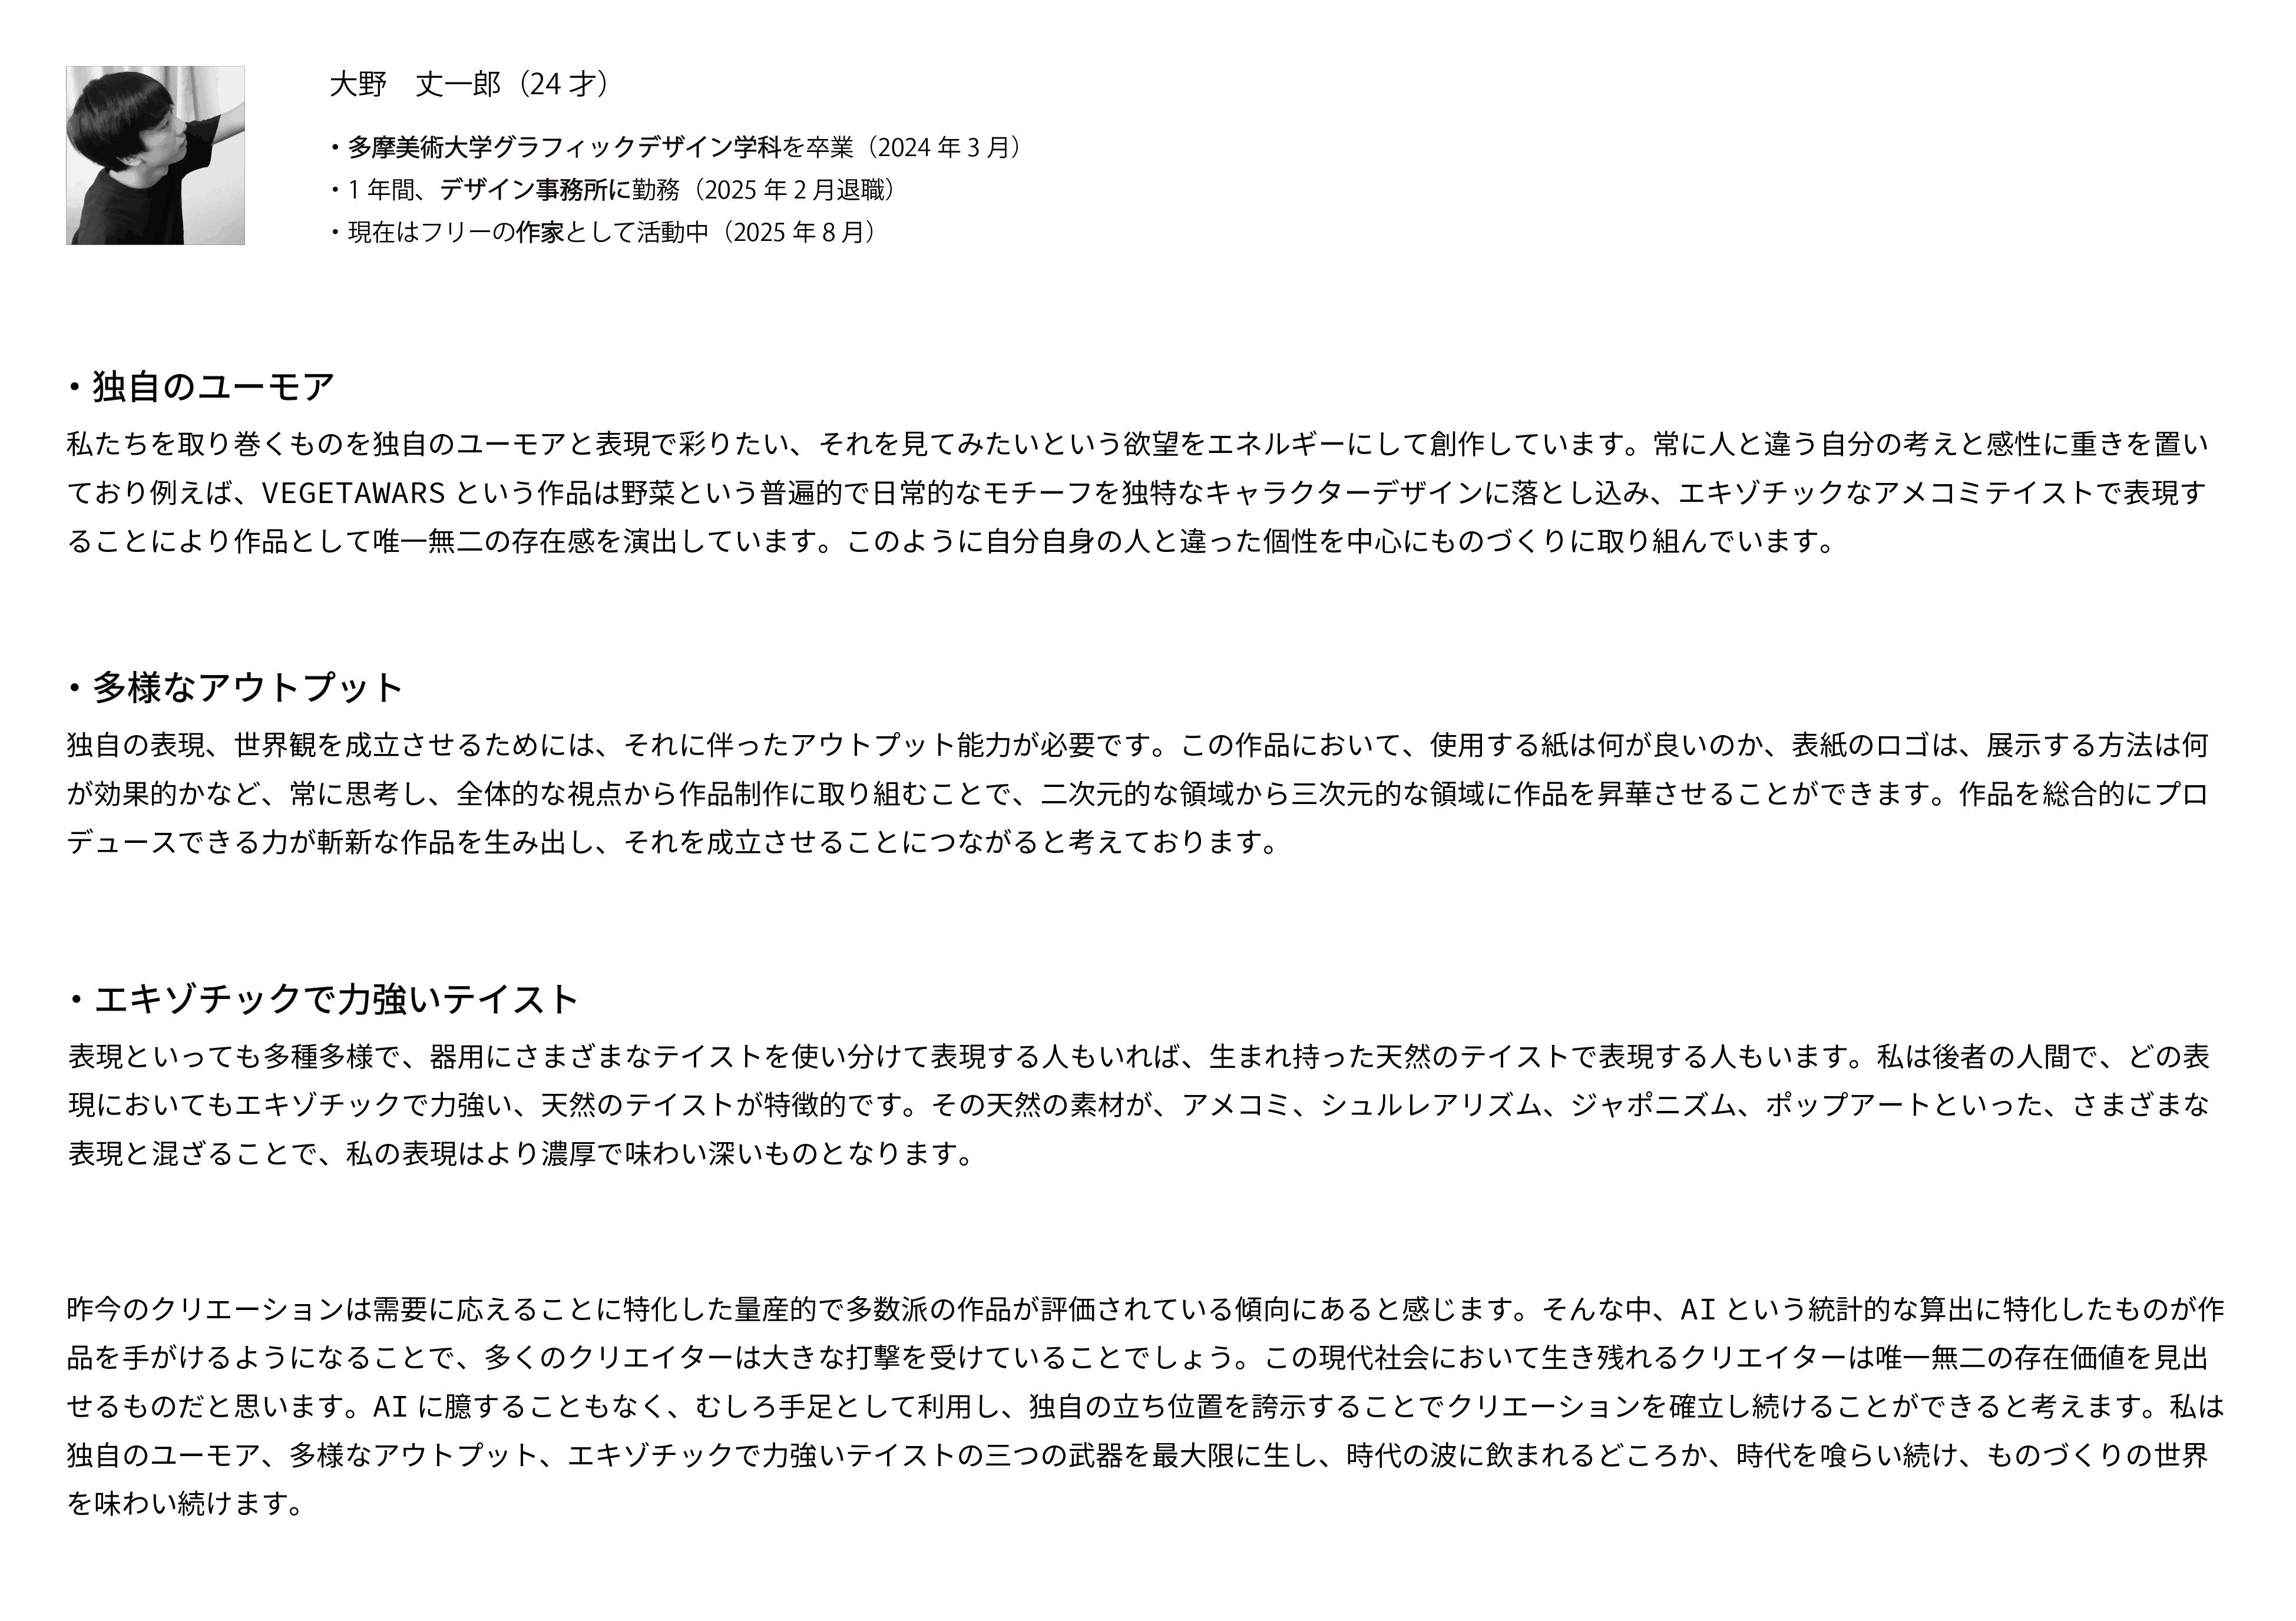 大野　丈一郎（24 才）
・多摩美術大学グラフィックデザイン学科を卒業（2024 年 3 月）
・1 年間、デザイン事務所に勤務（2025 年 2 月退職）
・現在はフリーの作家として活動中（2025 年 8 月）
・独自のユーモア
私たちを取り巻くものを独自のユーモアと表現で彩りたい、それを見てみたいという欲望をエネルギーにして創作しています。常に人と違う自分の考えと感性に重きを置い
ており例えば、VEGETAWARS という作品は野菜という普遍的で日常的なモチーフを独特なキャラクターデザインに落とし込み、エキゾチックなアメコミテイストで表現す
ることにより作品として唯一無二の存在感を演出しています。このように自分自身の人と違った個性を中心にものづくりに取り組んでいます。
・多様なアウトプット
独自の表現、世界観を成立させるためには、それに伴ったアウトプット能力が必要です。この作品において、使用する紙は何が良いのか、表紙のロゴは、展示する方法は何
が効果的かなど、常に思考し、全体的な視点から作品制作に取り組むことで、二次元的な領域から三次元的な領域に作品を昇華させることができます。作品を総合的にプロ
デュースできる力が斬新な作品を生み出し、それを成立させることにつながると考えております。
・エキゾチックで力強いテイスト
表現といっても多種多様で、器用にさまざまなテイストを使い分けて表現する人もいれば、生まれ持った天然のテイストで表現する人もいます。私は後者の人間で、どの表
現においてもエキゾチックで力強い、天然のテイストが特徴的です。その天然の素材が、アメコミ、シュルレアリズム、ジャポニズム、ポップアートといった、さまざまな
表現と混ざることで、私の表現はより濃厚で味わい深いものとなります。
昨今のクリエーションは需要に応えることに特化した量産的で多数派の作品が評価されている傾向にあると感じます。そんな中、AI という統計的な算出に特化したものが作
品を手がけるようになることで、多くのクリエイターは大きな打撃を受けていることでしょう。この現代社会において生き残れるクリエイターは唯一無二の存在価値を見出
せるものだと思います。AI に臆することもなく、むしろ手足として利用し、独自の立ち位置を誇示することでクリエーションを確立し続けることができると考えます。私は
独自のユーモア、多様なアウトプット、エキゾチックで力強いテイストの三つの武器を最大限に生し、時代の波に飲まれるどころか、時代を喰らい続け、ものづくりの世界
を味わい続けます。